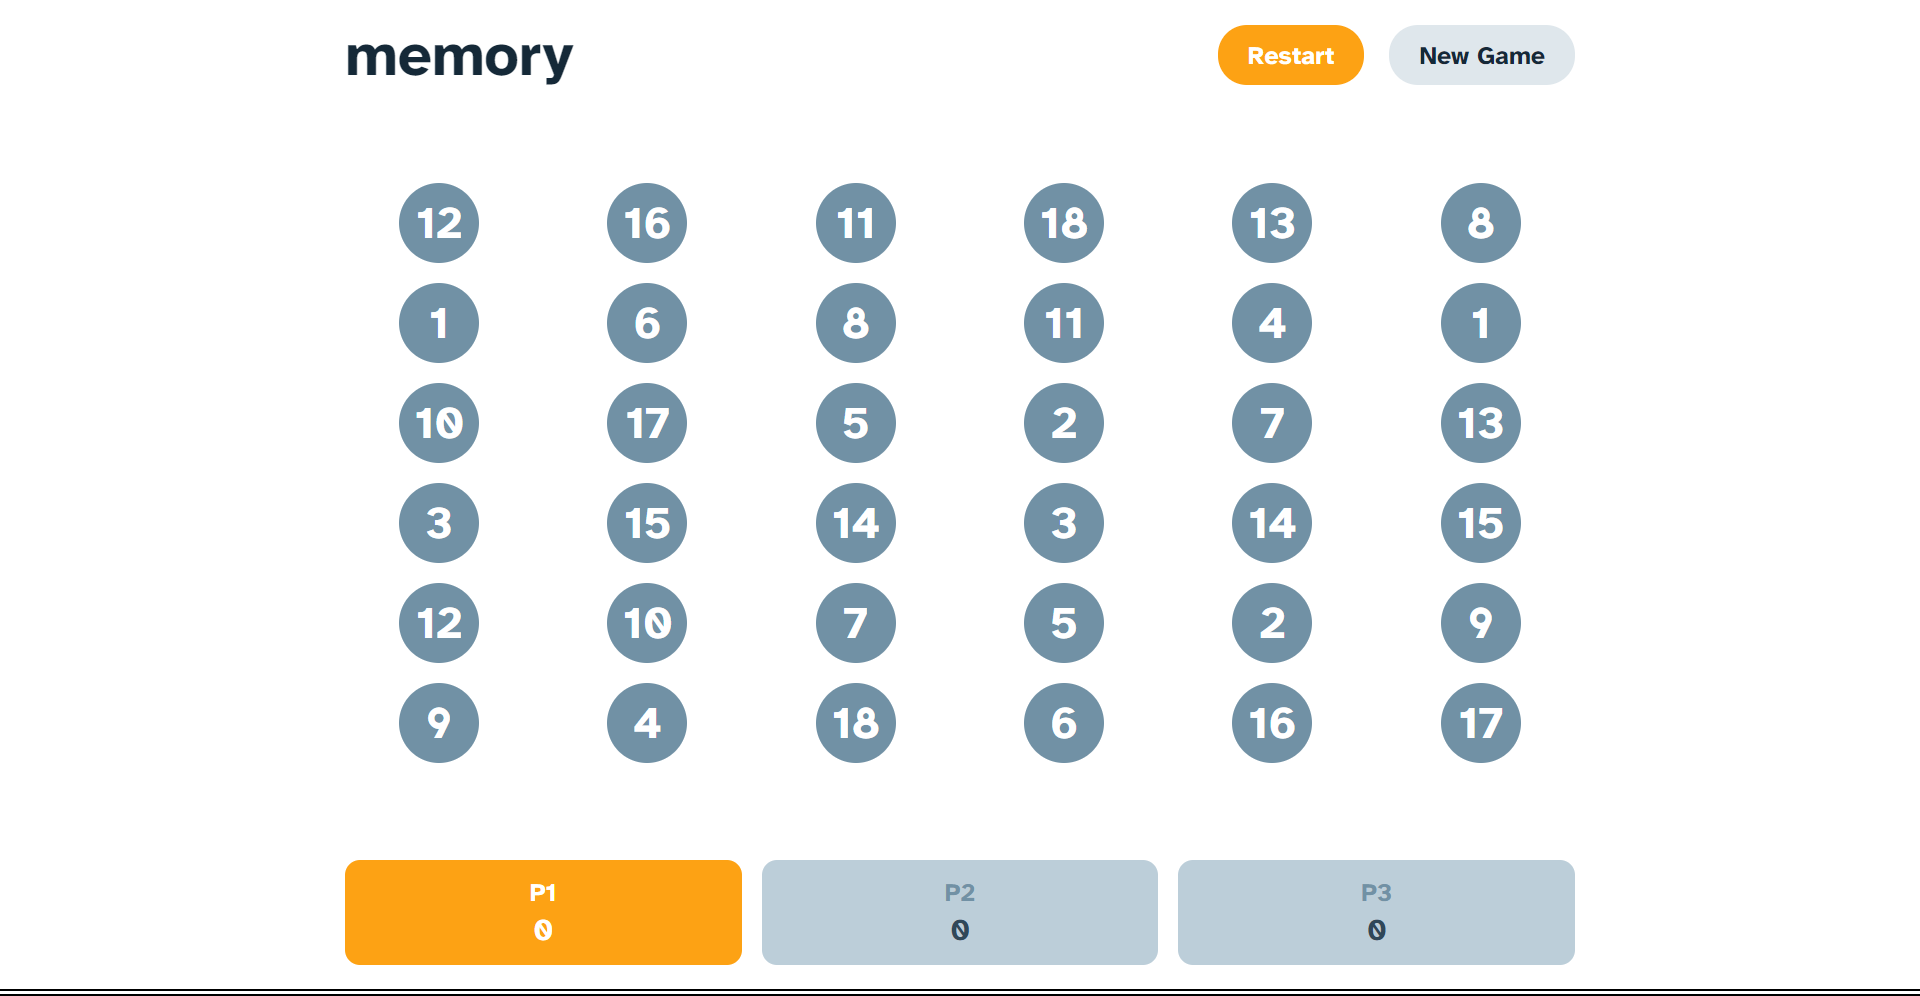 memory
Restart New Game
12 16 11 18 13 8
1 6 8 11 4 1
10 17 5 2 7 13
3 15 14 3 14 15
12 10 7 5 2 9
9 4 18 6 16 17
P1 P2 P3
0 0 0